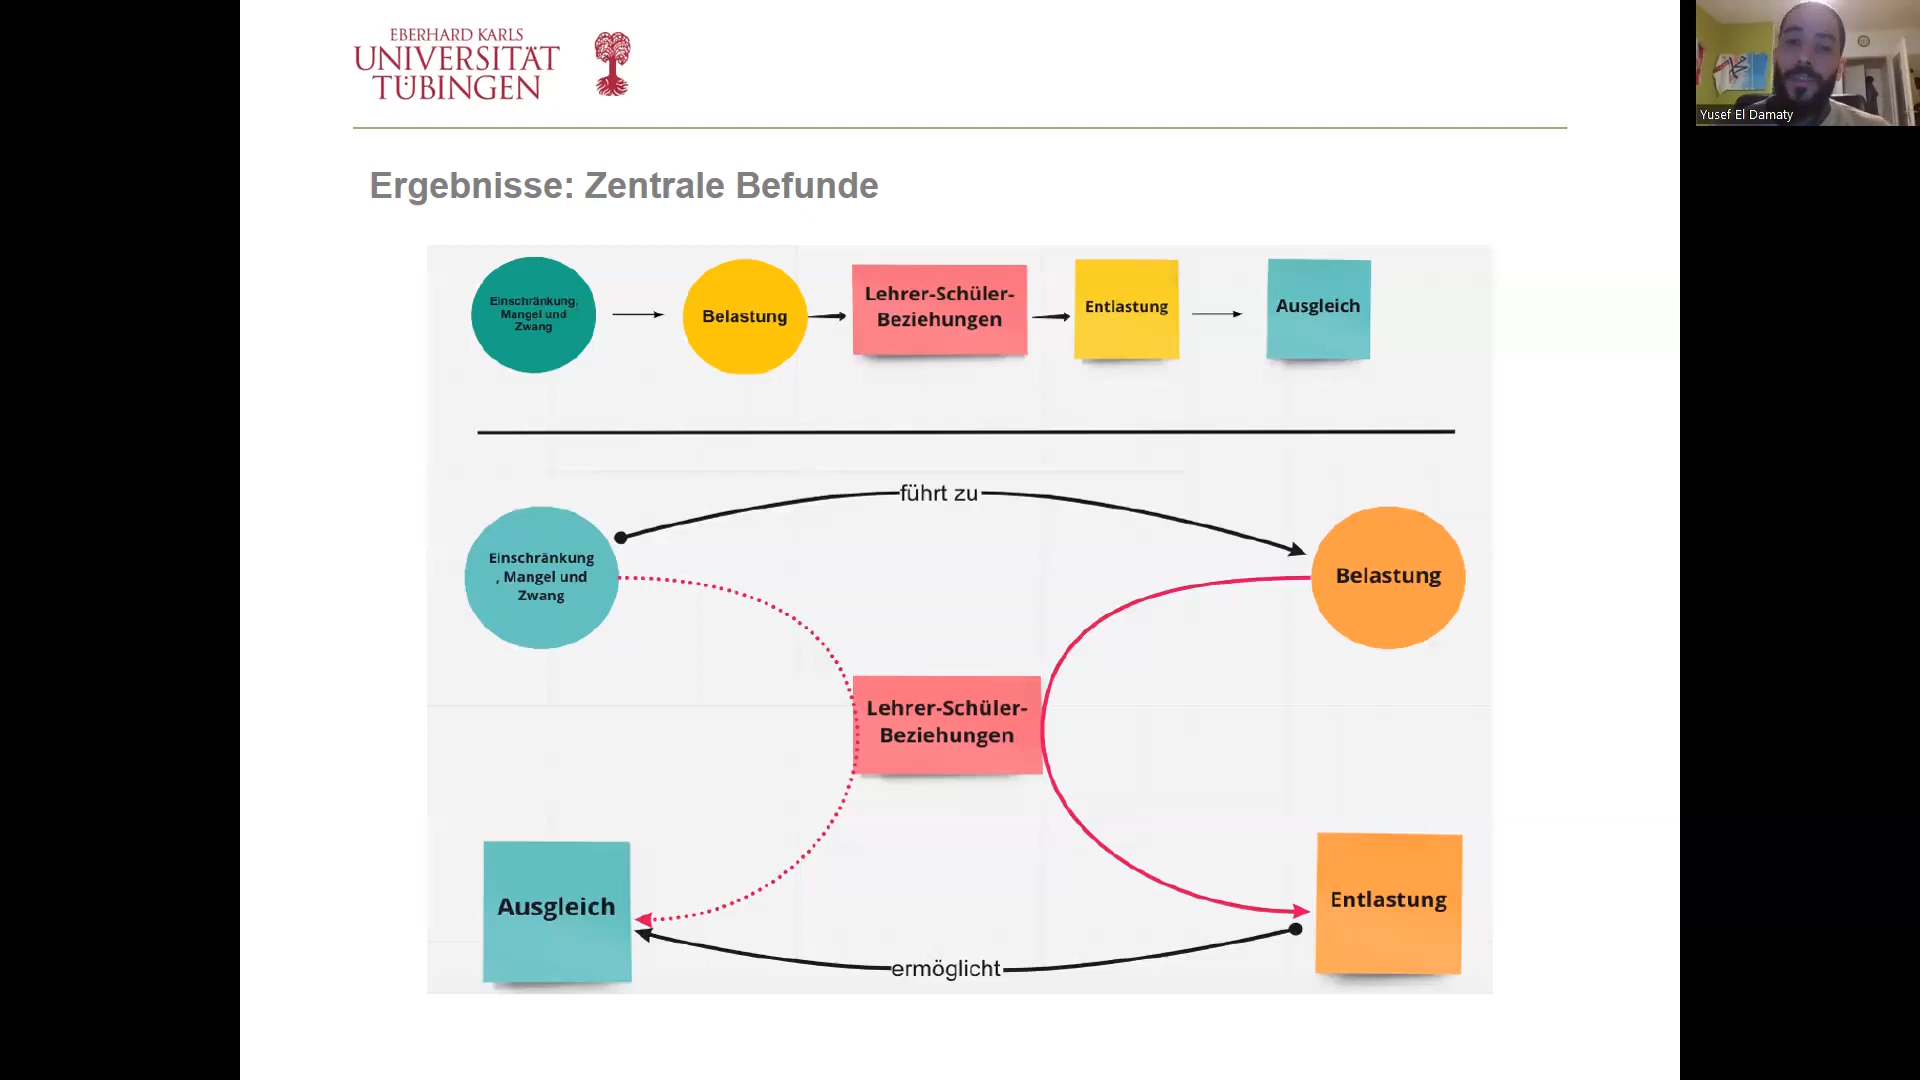 EBERHARD KARLS
UNIVERSITÄT
TÜBINGEN
Yusef El Damaty
Ergebnisse: Zentrale Befunde
Einschränkung,
Mangel und
Zwang
Belastung
Lehrer-Schüler-
Beziehungen
Entlastung
Ausgleich
führt zu
Einschränkung
, Mangel und
Zwang
Belastung
Lehrer-Schüler-
Beziehungen
Ausgleich
Entlastung
ermöglicht